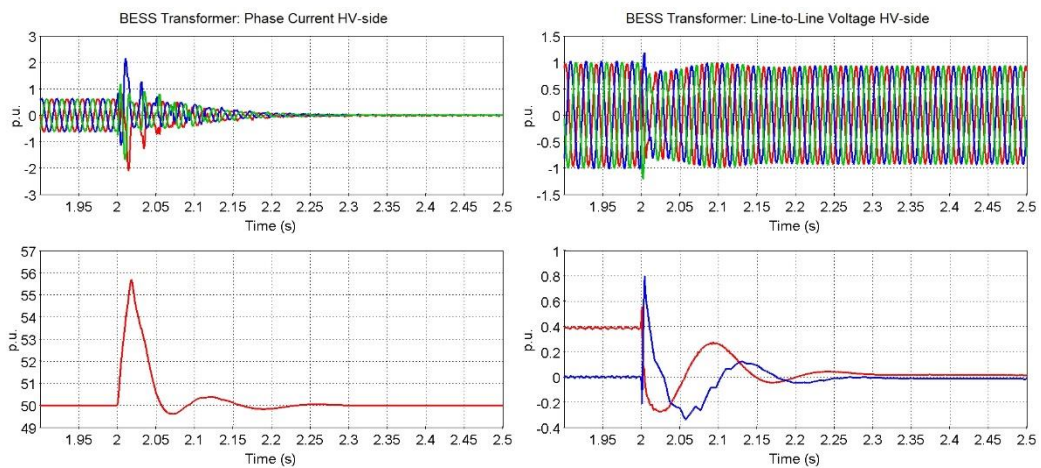 BESS Transformer: Phase Current HV-side
3
2
1
0
-1
-2
-3
p.u.
1.95 2 2.05 2.1 2.15 2.2 2.25 2.3 2.35 2.4 2.45 2.5
Time (s)
BESS Transformer: Line-to-Line Voltage HV-side
1.5
1
0.5
0
-0.5
-1
-1.5
p.u.
1.95 2 2.05 2.1 2.15 2.2 2.25 2.3 2.35 2.4 2.45 2.5
Time (s)
57
56
55
54
53
52
51
50
49
p.u.
1.95 2 2.05 2.1 2.15 2.2 2.25 2.3 2.35 2.4 2.45 2.5
Time (s)
1
0.8
0.6
0.4
0.2
0
-0.2
-0.4
p.u.
1.95 2 2.05 2.1 2.15 2.2 2.25 2.3 2.35 2.4 2.45 2.5
Time (s)